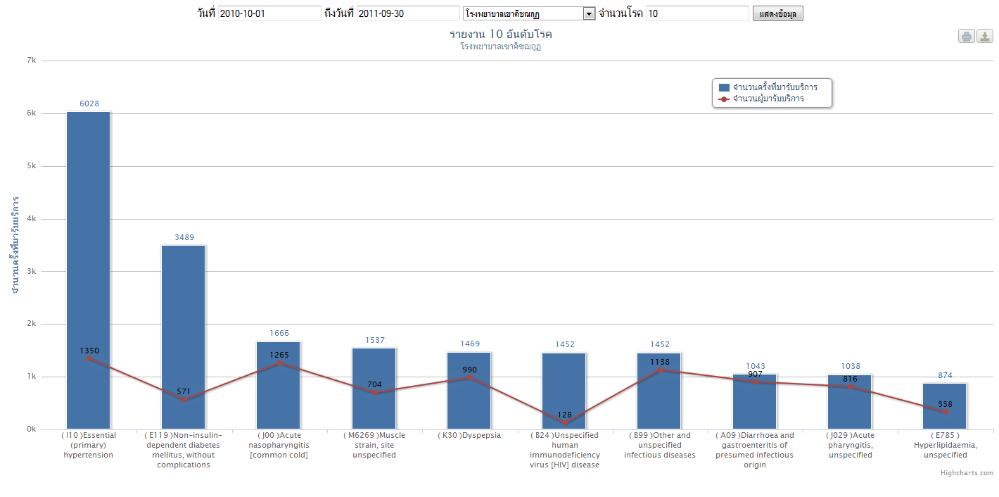 วันที่ 2010-10-01 ถึงวันที่ 2011-09-30 โรงพยาบาลเขาคิชฌกูฏ จำนวนโรค 10 แสดงข้อมูล
รายงาน 10 อันดับโรค
โรงพยาบาลเขาคิชฌกูฏ
จำนวนครั้งที่มารับบริการ
จำนวนผู้มารับบริการ
จำนวนครั้งที่มารับบริการ
7k
6k
5k
4k
3k
2k
1k
0k
6028
3489
1666
1537
1469
1452
1452
1043
1038
874
1350
571
1265
704
990
128
1138
907
816
338
( I10 )Essential
(primary)
hypertension
( E119 )Non-insulin-
dependent diabetes
mellitus, without
complications
( J00 )Acute
nasopharyngitis
[common cold]
( M6269 )Muscle
strain, site
unspecified
( K30 )Dyspepsia
( B24 )Unspecified
human
immunodeficiency
virus [HIV] disease
( B99 )Other and
unspecified
infectious diseases
( A09 )Diarrhoea and
gastroenteritis of
presumed infectious
origin
( J029 )Acute
pharyngitis,
unspecified
( E785 )
Hyperlipidaemia,
unspecified
Highcharts.com